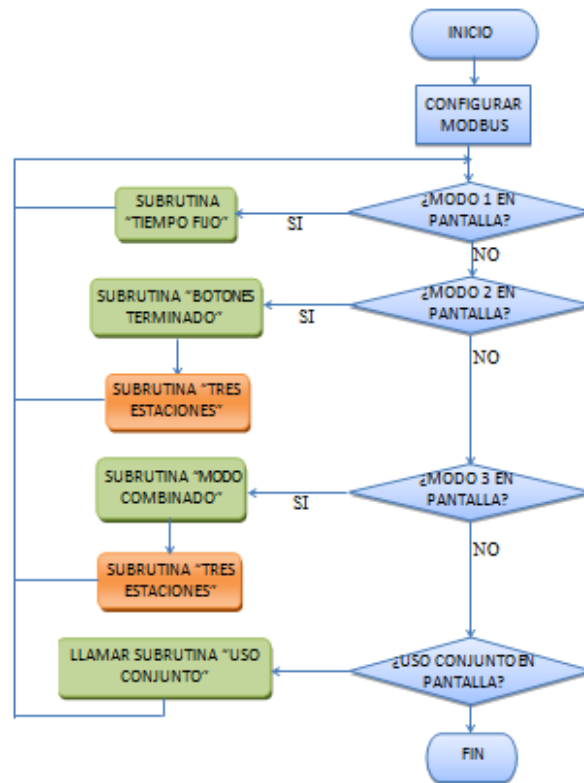 INICIO
CONFIGURAR
MODBUS
¿MODO 1 EN
PANTALLA?
SI
SUBRUTINA
“TIEMPO FIJO”
NO
¿MODO 2 EN
PANTALLA?
SI
SUBRUTINA “BOTONES
TERMINADO”
NO
SUBRUTINA “TRES
ESTACIONES”
¿MODO 3 EN
PANTALLA?
SI
SUBRUTINA “MODO
COMBINADO”
NO
SUBRUTINA “TRES
ESTACIONES”
¿USO CONJUNTO EN
PANTALLA?
LLAMAR SUBRUTINA “USO
CONJUNTO”
FIN